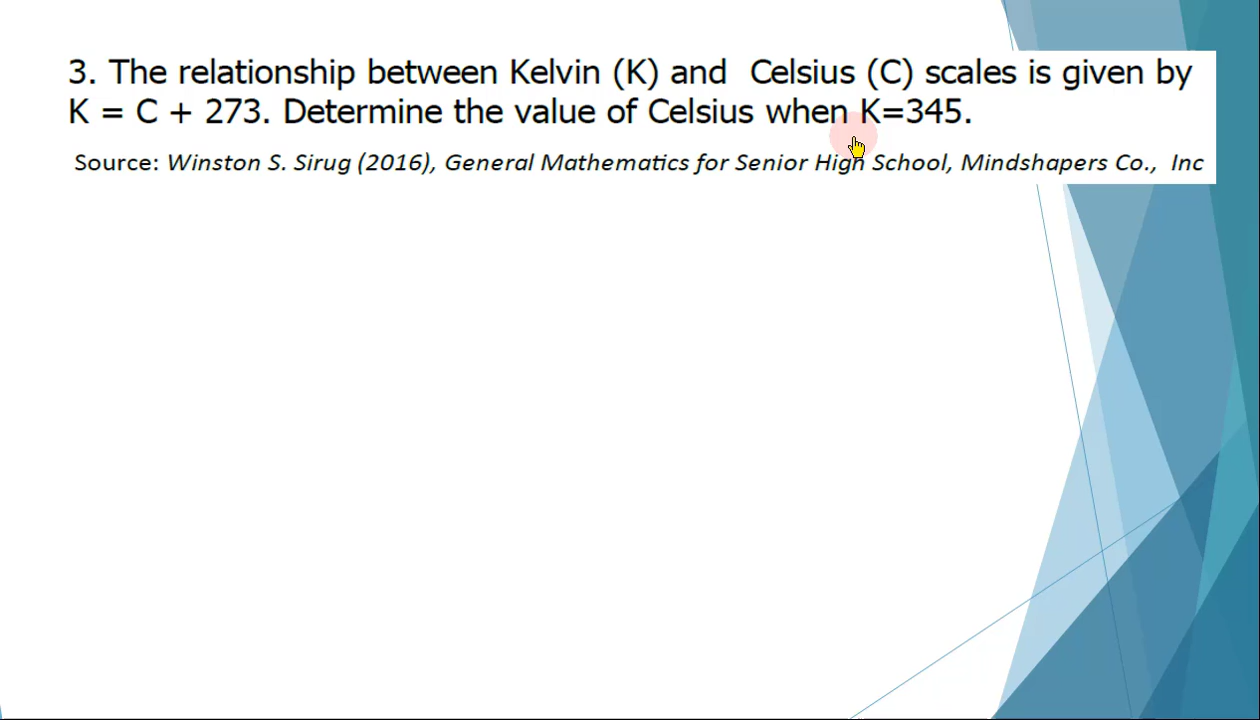 3. The relationship between Kelvin (K) and Celsius (C) scales is given by
K = C + 273. Determine the value of Celsius when K=345.
Source: Winston S. Sirug (2016), General Mathematics for Senior High School, Mindshapers Co., Inc